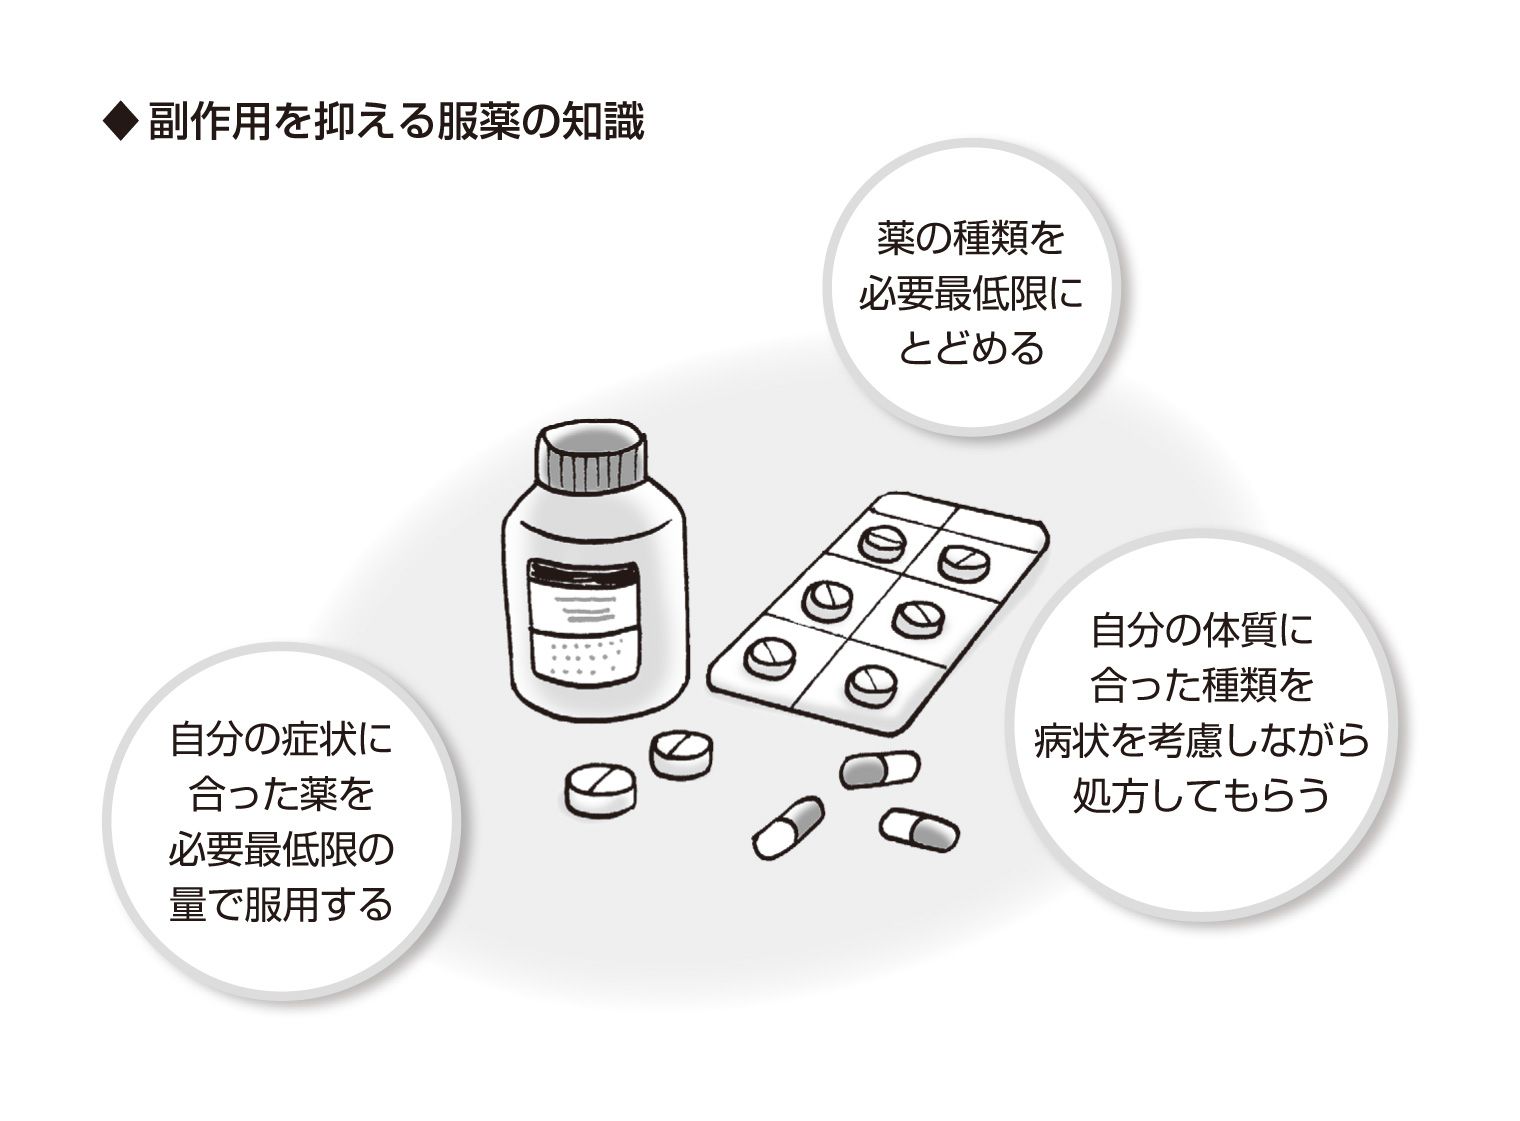 ◆副作用を抑える服薬の知識
薬の種類を
必要最低限に
とどめる
自分の体質に
合った種類を
病状を考慮しながら
処方してもらう
自分の症状に
合った薬を
必要最低限の
量で服用する